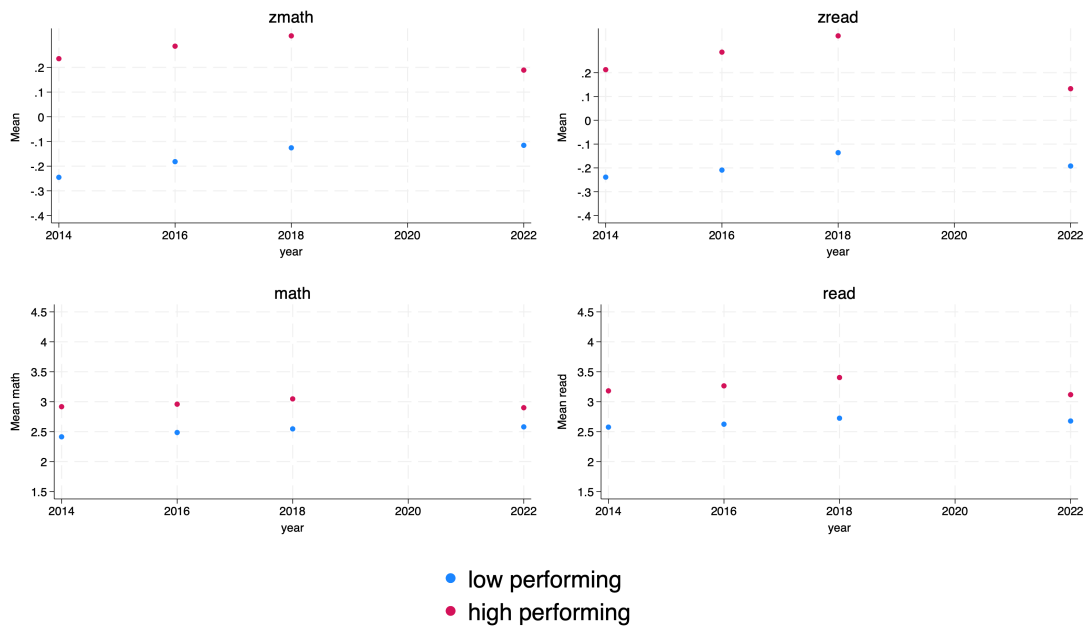 zmath
Mean
.2
.1
0
-.1
-.2
-.3
-.4
2014 2016 2018 2020 2022
year
zread
Mean
.2
.1
0
-.1
-.2
-.3
-.4
2014 2016 2018 2020 2022
year
math
Mean math
4.5
4
3.5
3
2.5
2
1.5
2014 2016 2018 2020 2022
year
read
Mean read
4.5
4
3.5
3
2.5
2
1.5
2014 2016 2018 2020 2022
year
low performing
high performing